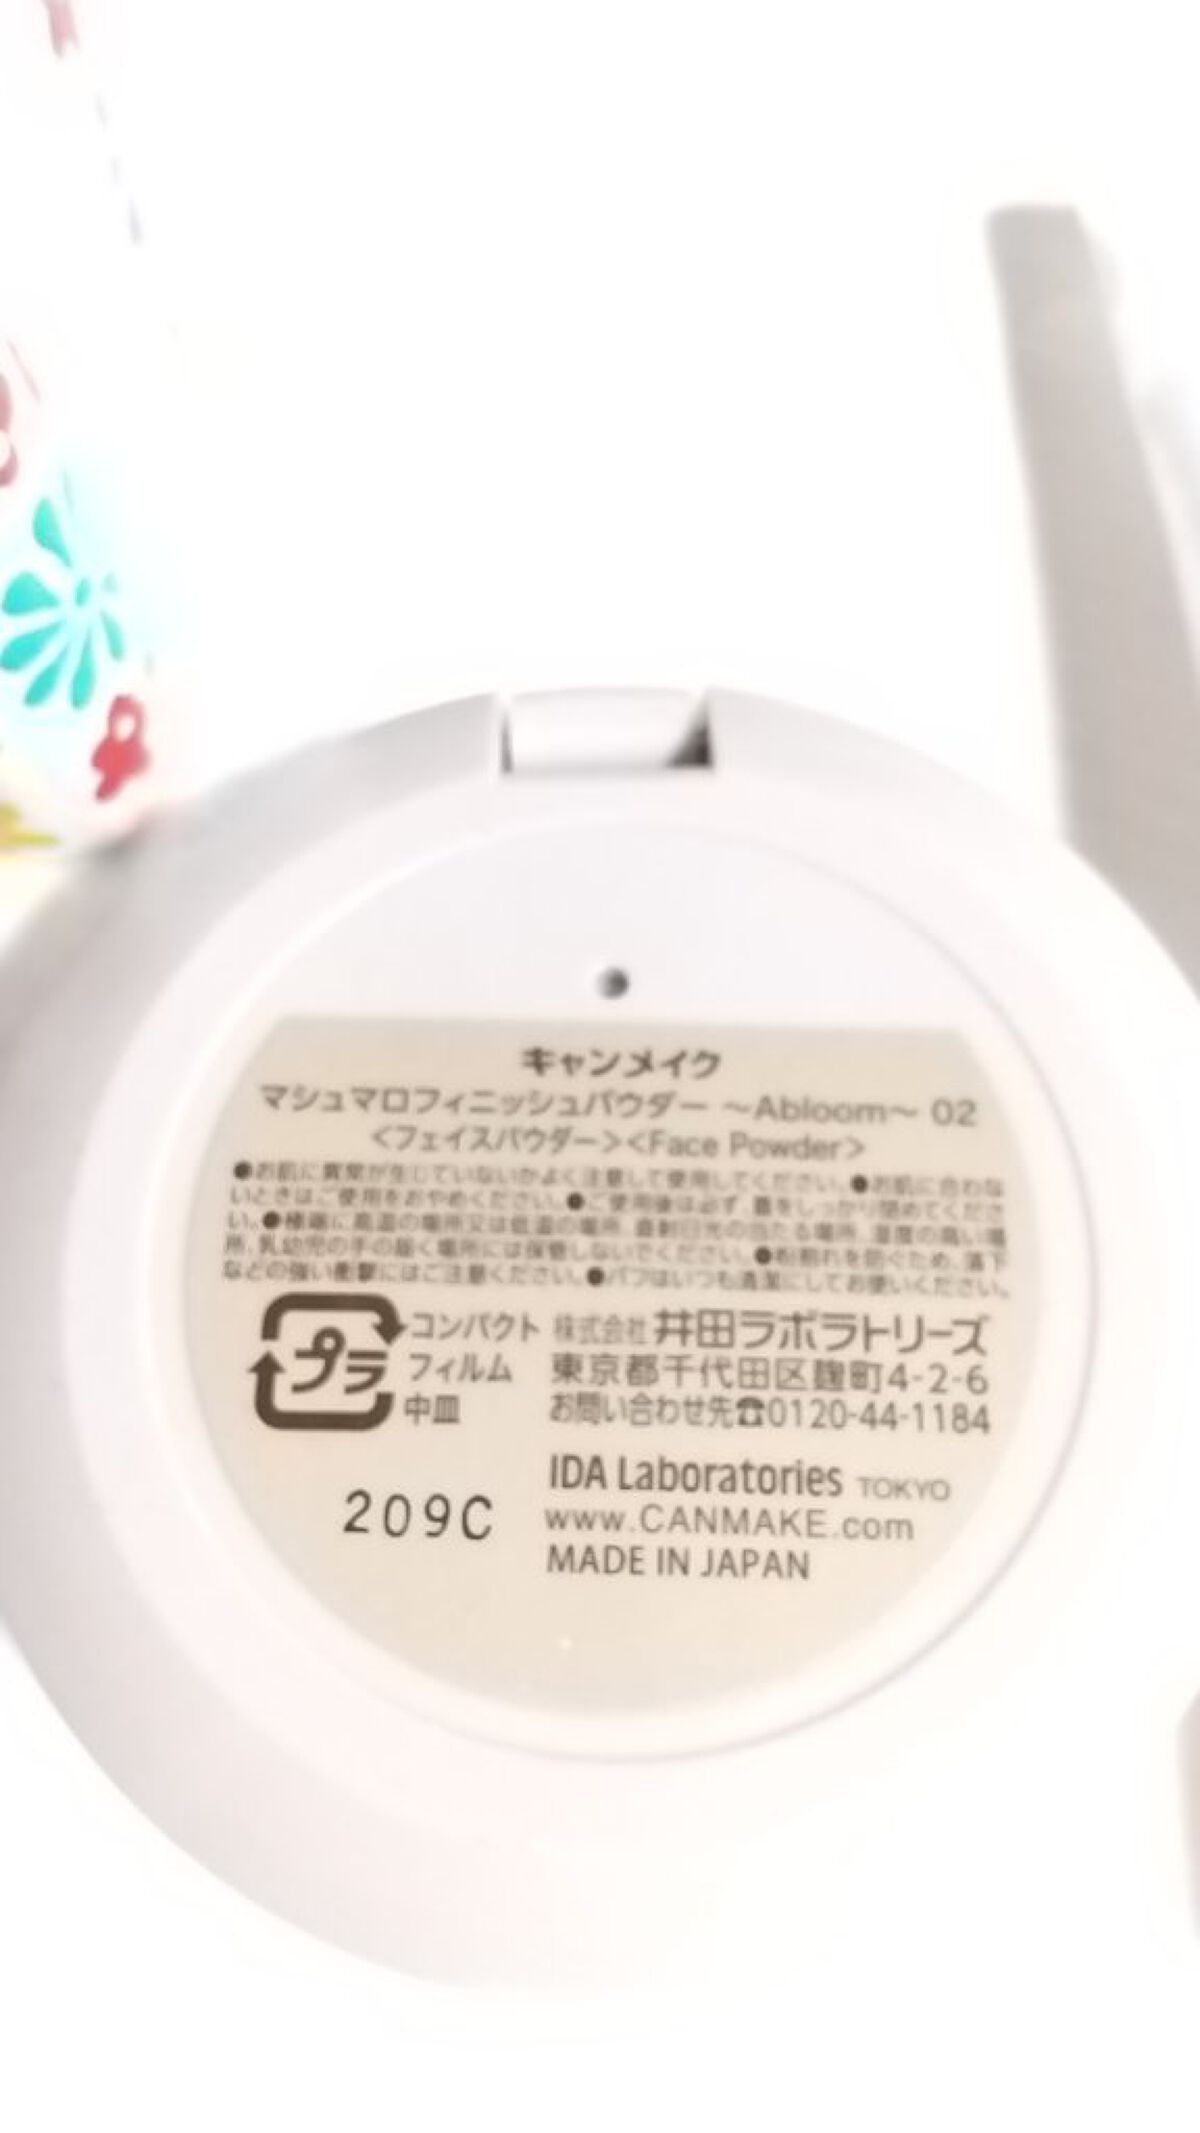 キャンメイク
マシュマロフィニッシュパウダー ～Abloom～ 02
<フェイスパウダー><Face Powder>
●お肌に異常が生じていないかよく注意して使用してください。●お肌に合わな
いときはご使用をおやめください。●ご使用後は必ず、蓋をしっかり閉めてくださ
い。●極端に高温の場所又は低温の場所、直射日光の当たる場所、湿度の高い場
所、乳幼児の手の届く場所には保管しないでください。●粉割れを防ぐため、落下
などの強い衝撃にはご注意ください。●パフはいつも清潔にしてお使いください。
プラ
コンパクト
フィルム
中皿
株式会社 井田ラボラトリーズ
東京都千代田区麹町4-2-6
お問い合わせ先☎0120-44-1184
IDA Laboratories TOKYO
www.CANMAKE.com
MADE IN JAPAN
209C